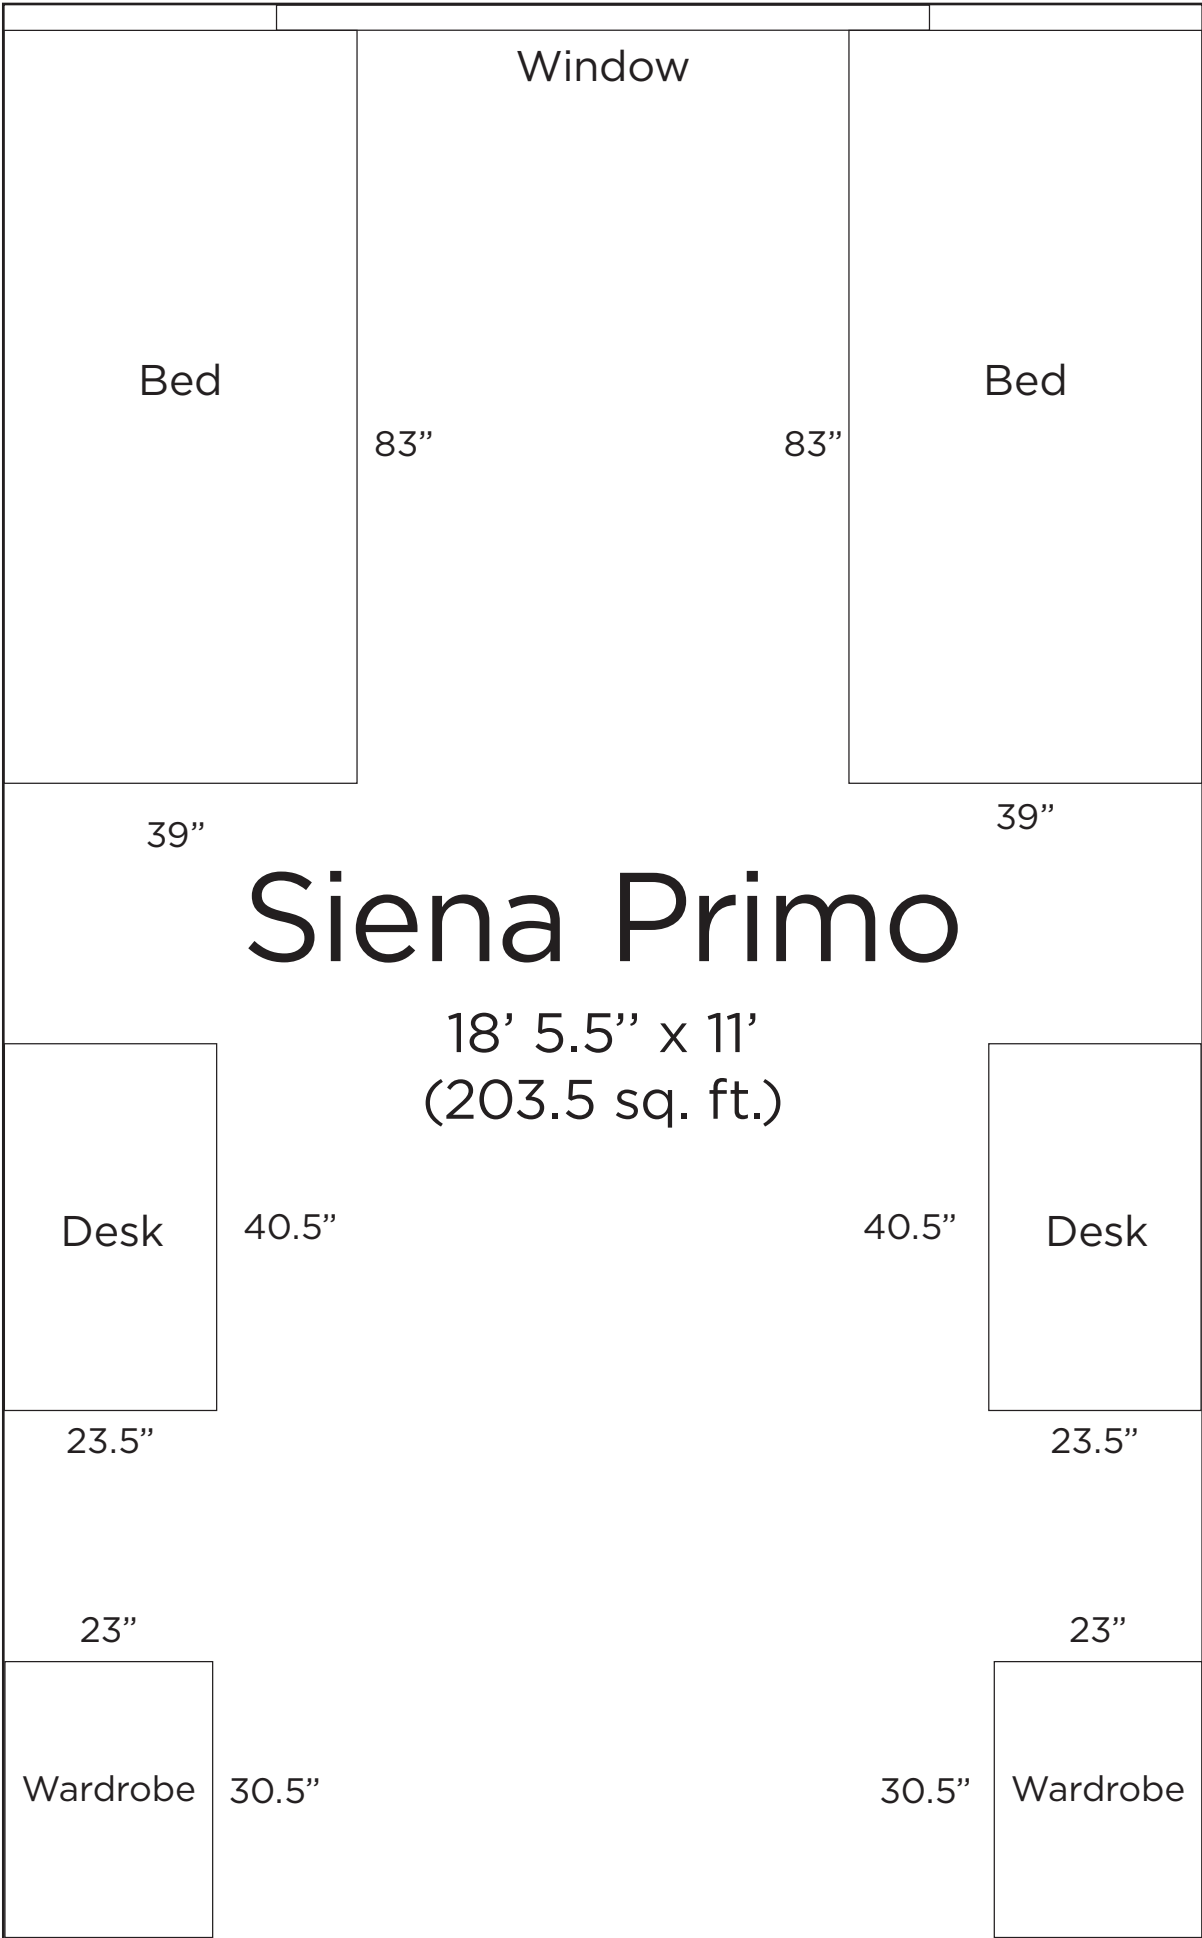 Window
Bed
Bed
83”
83”
39”
39”
Siena Primo
18’ 5.5’’ x 11’
(203.5 sq. ft.)
Desk
40.5”
40.5”
Desk
23.5”
23.5”
23”
23”
Wardrobe
30.5”
30.5”
Wardrobe